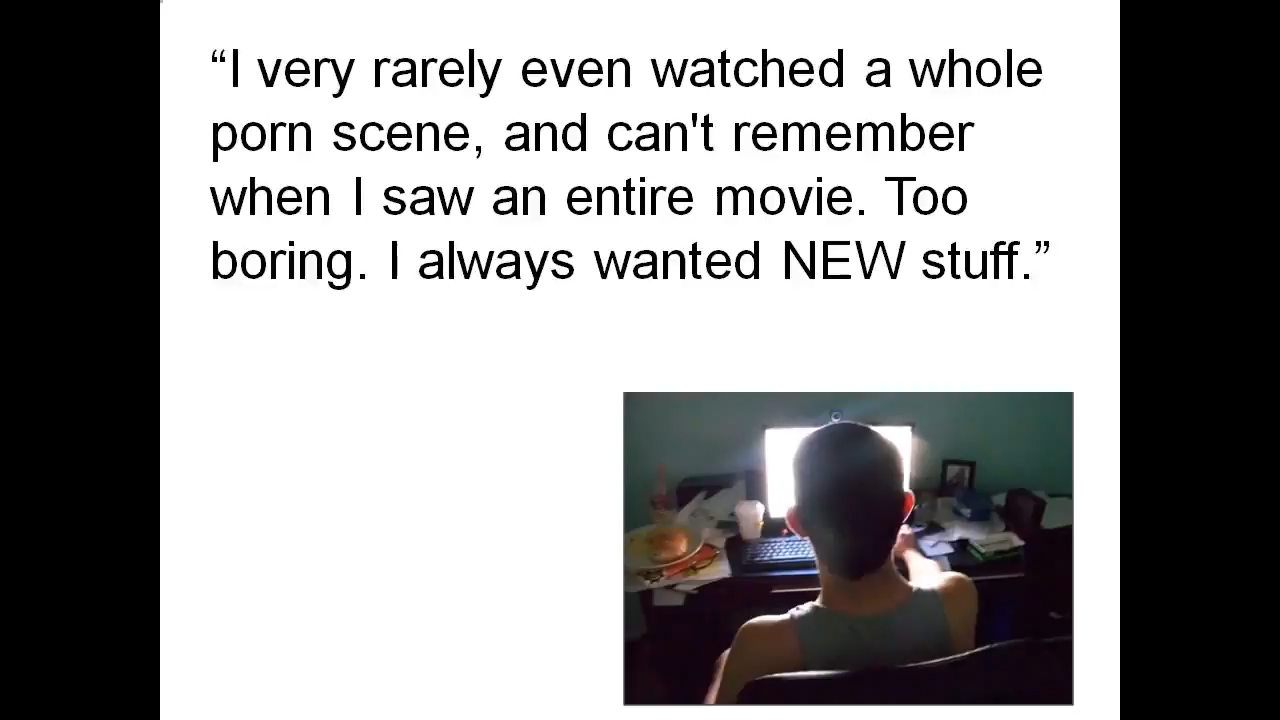 “I very rarely even watched a whole
porn scene, and can't remember
when I saw an entire movie. Too
boring. I always wanted NEW stuff.”